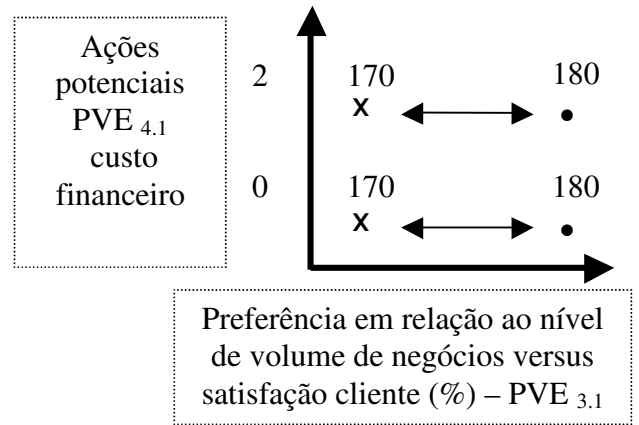 Ações
potenciais
PVE 4.1
custo
financeiro
2
170
180
x
•
0
170
180
x
•
Preferência em relação ao nível
de volume de negócios versus
satisfação cliente (%) – PVE 3.1